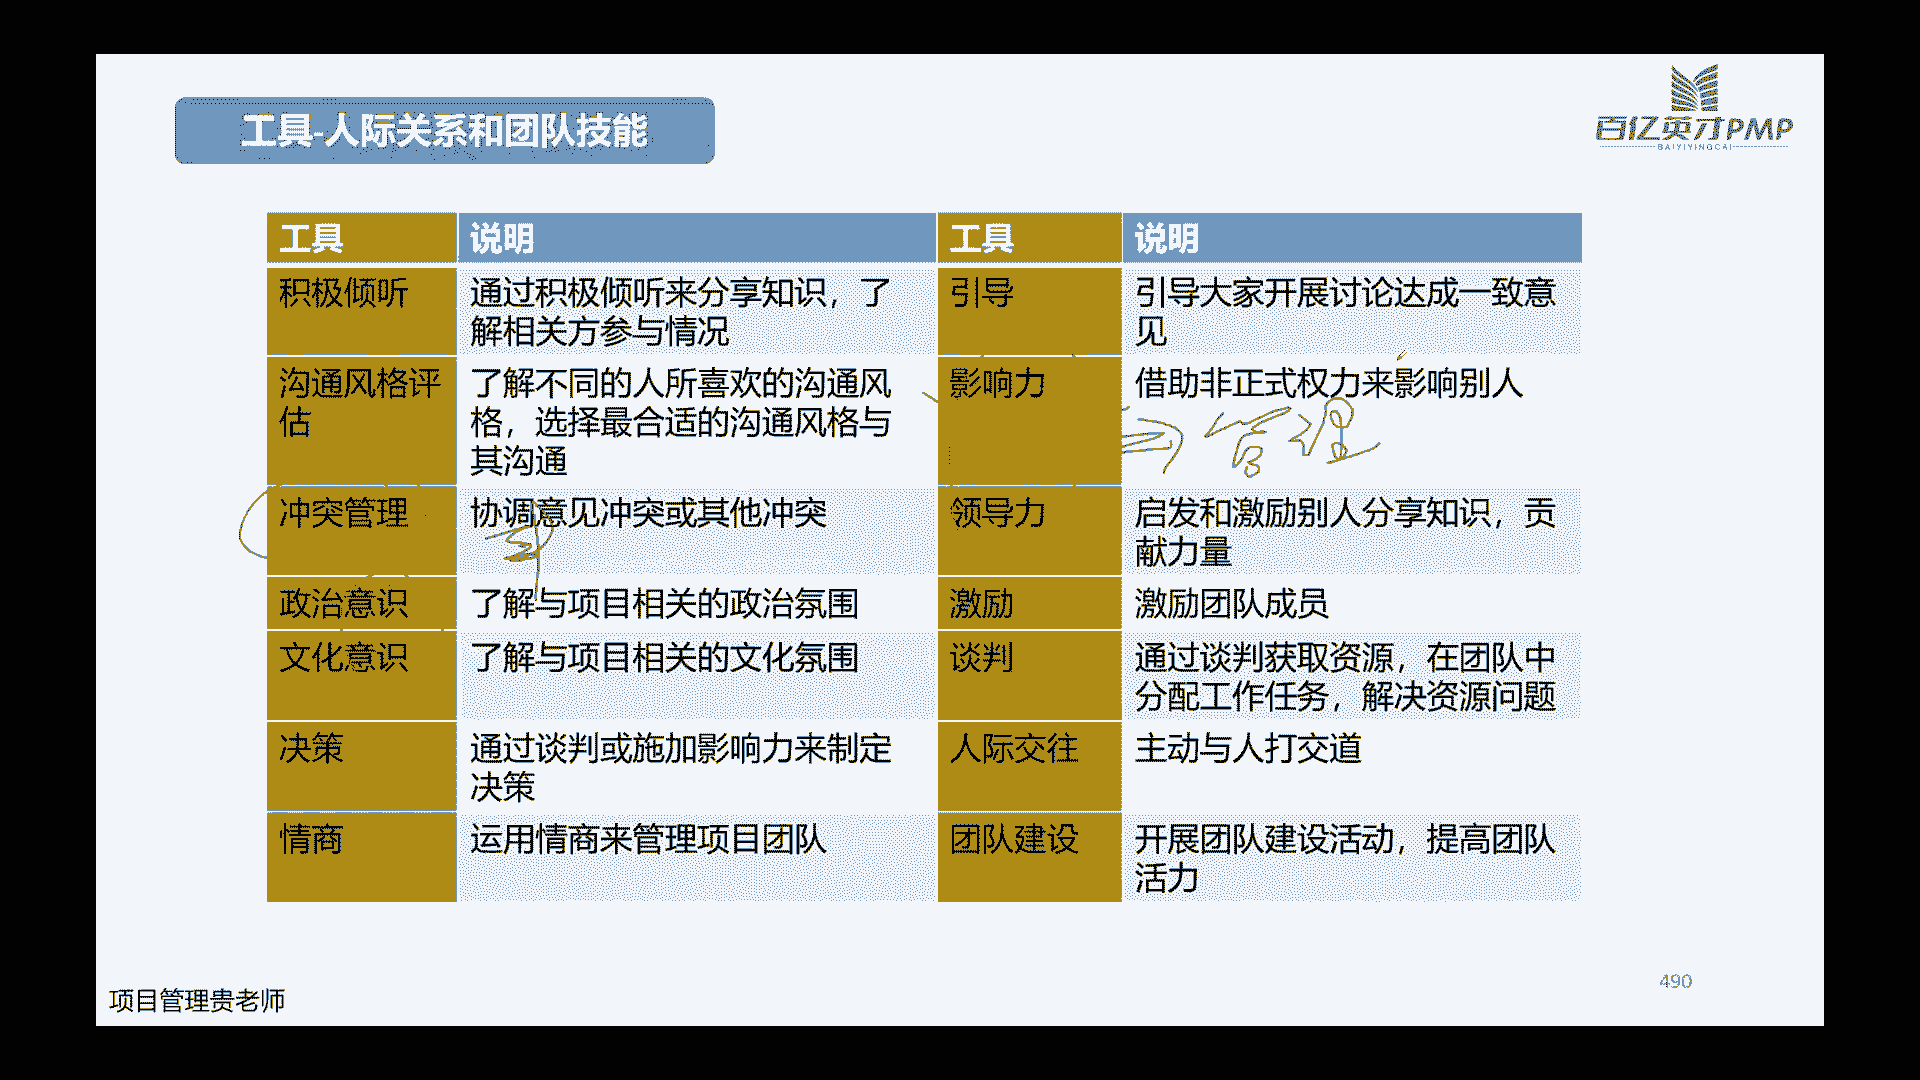 工具-人际关系和团队技能
百亿英才PMP
BAIYIYINGCAI
工具 说明 工具 说明
积极倾听 通过积极倾听来分享知识，了 引导 引导大家开展讨论达成一致意
解相关方参与情况 见
沟通风格评 了解不同的人所喜欢的沟通风 影响力 借助非正式权力来影响别人
估 格，选择最合适的沟通风格与 管理
其沟通
冲突管理 协调意见冲突或其他冲突 领导力 启发和激励别人分享知识，贡
献力量
政治意识 了解与项目相关的政治氛围 激励 激励团队成员
文化意识 了解与项目相关的文化氛围 谈判 通过谈判获取资源，在团队中
分配工作任务，解决资源问题
决策 通过谈判或施加影响力来制定 人际交往 主动与人打交道
决策
情商 运用情商来管理项目团队 团队建设 开展团队建设活动，提高团队
活力
490
项目管理贵老师